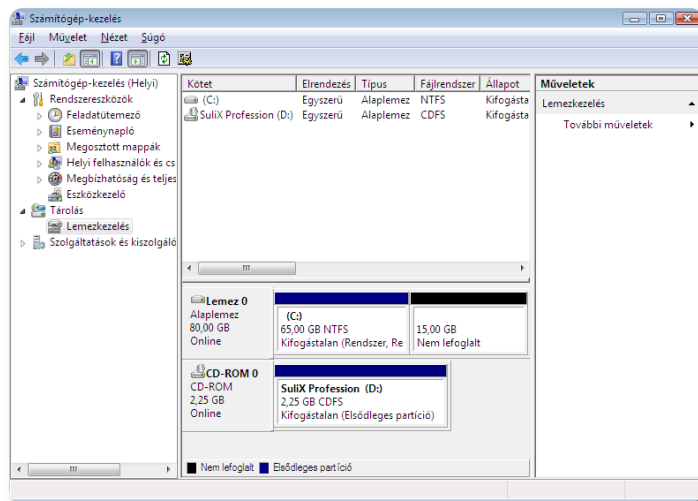 Számítógép-kezelés
Fájl Művelet Nézet Súgó
Számítógép-kezelés (Helyi)
Rendszereszközök
Feladatütemező
Eseménynapló
Megosztott mappák
Helyi felhasználók és cs
Megbízhatóság és teljes
Eszközkezelő
Tárolás
Lemezkezelés
Szolgáltatások és kiszolgáló
Kötet Elrendezés Típus Fájlrendszer Állapot
(C:) Egyszerű Alaplemez NTFS Kifogásta
SuliX Profession (D:) Egyszerű Alaplemez CDFS Kifogásta
Lemez 0
Alaplemez
80,00 GB
Online
(C:)
65,00 GB NTFS
Kifogástalan (Rendszer, Re
15,00 GB
Nem lefoglalt
CD-ROM 0
CD-ROM
2,25 GB
Online
SuliX Profession (D:)
2,25 GB CDFS
Kifogástalan (Elsődleges partíció)
Nem lefoglalt Elsődleges partíció
Műveletek
Lemezkezelés
További műveletek